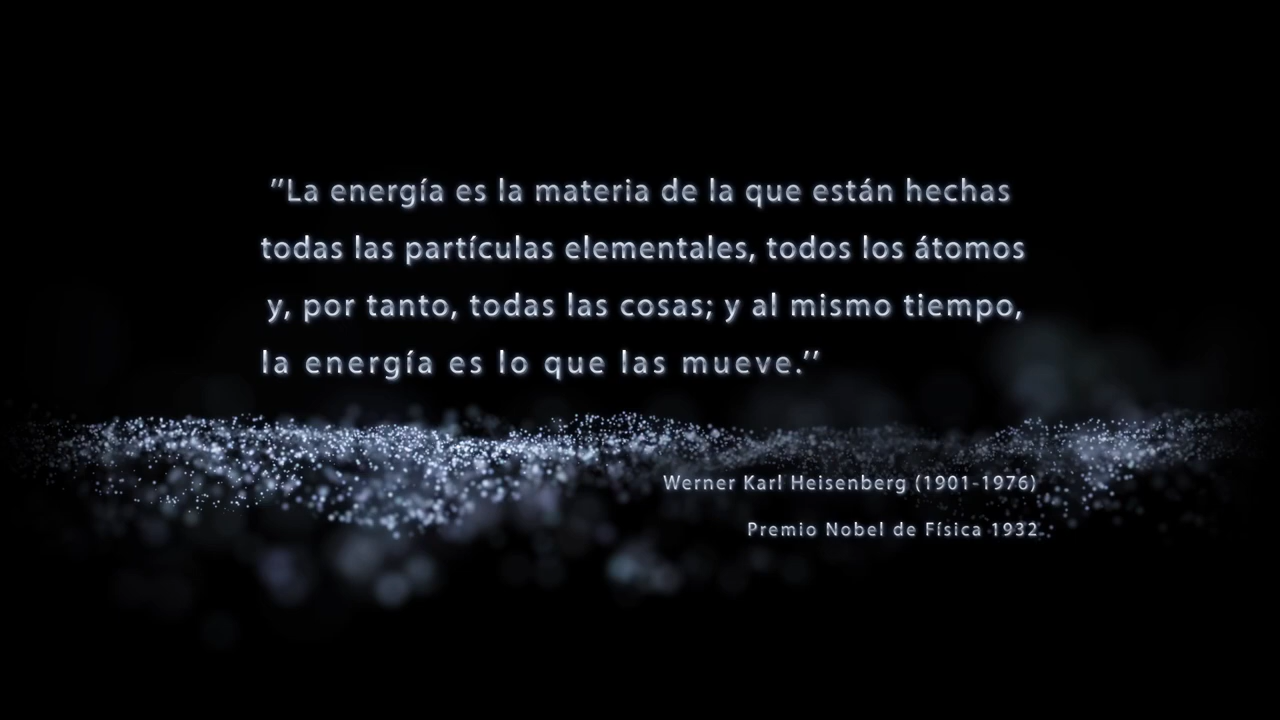 "La energía es la materia de la que están hechas
todas las partículas elementales, todos los átomos
y, por tanto, todas las cosas; y al mismo tiempo,
la energía es lo que las mueve."
Werner Karl Heisenberg (1901-1976)
Premio Nobel de Física 1932.